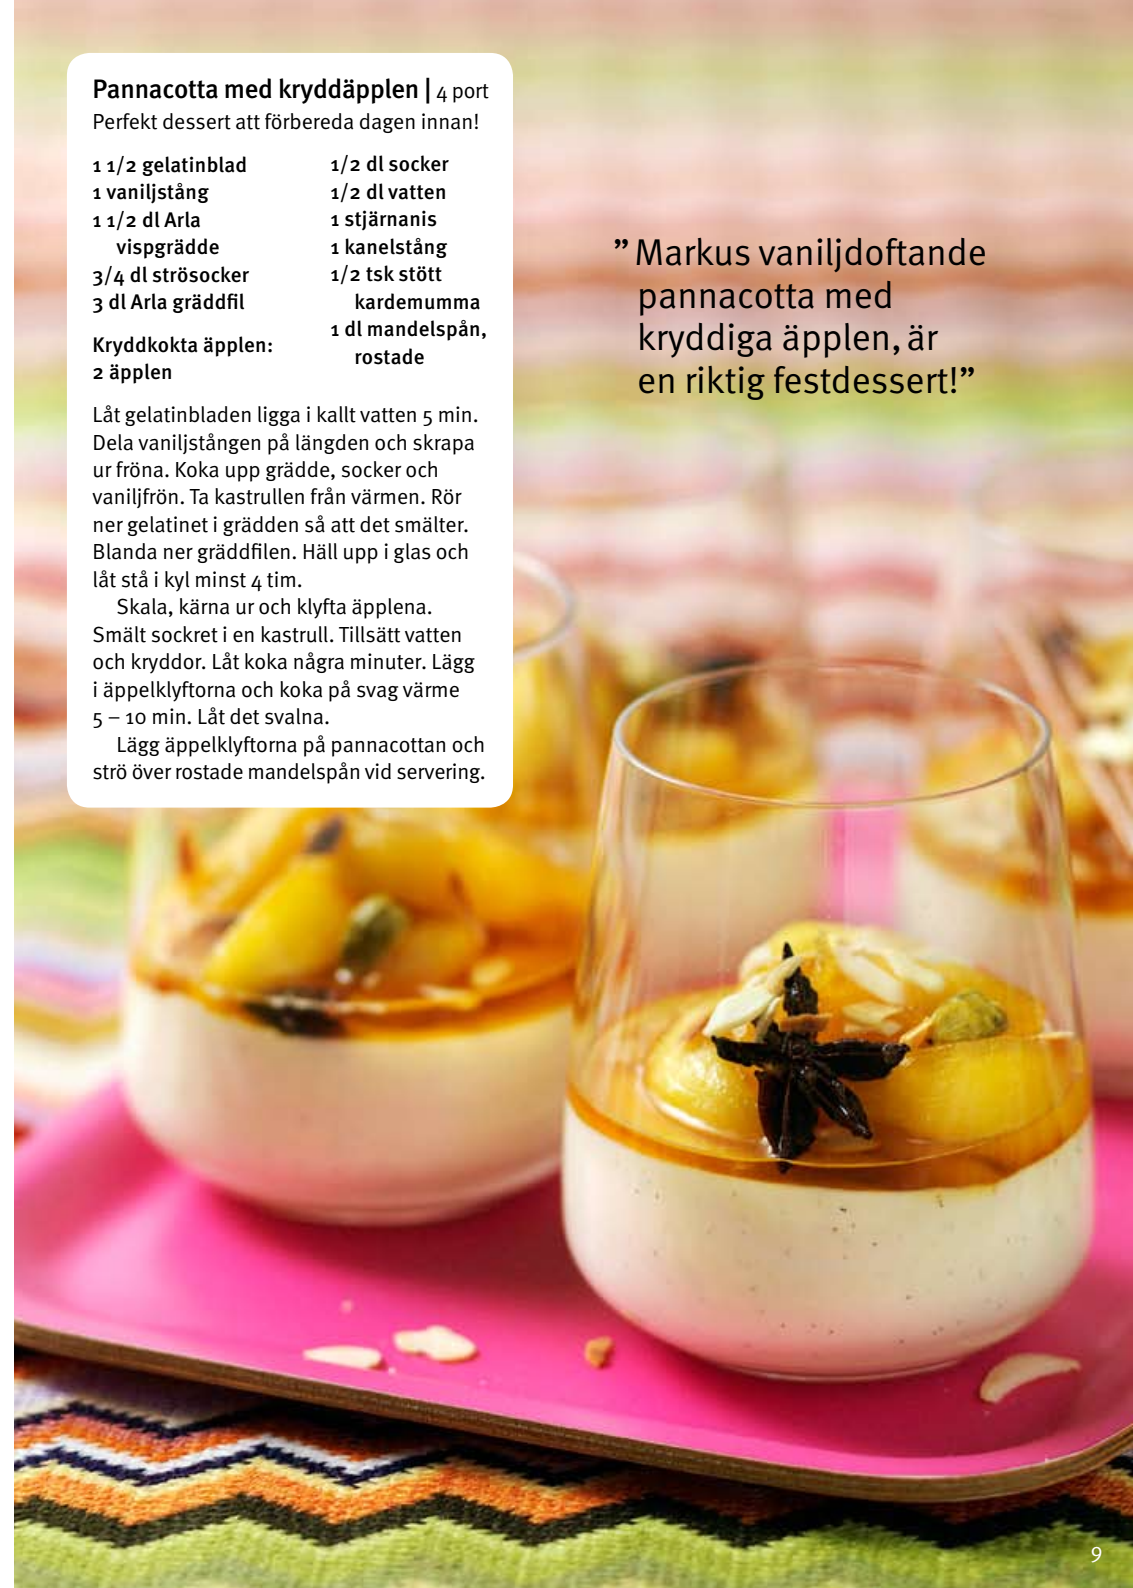 Pannacotta med kryddäpplen | 4 port
Perfekt dessert att förbereda dagen innan!
1 1/2 gelatinblad
1 vaniljstång
1 1/2 dl Arla
vispgrädde
3/4 dl strösocker
3 dl Arla gräddfil
Kryddkokta äpplen:
2 äpplen
1/2 dl socker
1/2 dl vatten
1 stjärnanis
1 kanelstång
1/2 tsk stött
kardemumma
1 dl mandelspån,
rostade
Låt gelatinbladen ligga i kallt vatten 5 min.
Dela vaniljstången på längden och skrapa
ur fröna. Koka upp grädde, socker och
vaniljfrön. Ta kastrullen från värmen. Rör
ner gelatinet i grädden så att det smälter.
Blanda ner gräddfilen. Häll upp i glas och
låt stå i kyl minst 4 tim.
Skala, kärna ur och klyfta äpplena.
Smält sockret i en kastrull. Tillsätt vatten
och kryddor. Låt koka några minuter. Lägg
i äppelklyftorna och koka på svag värme
5 – 10 min. Låt det svalna.
Lägg äppelklyftorna på pannacottan och
strö över rostade mandelspån vid servering.
”Markus vaniljdoftande
pannacotta med
kryddiga äpplen, är
en riktig festdessert!”
9